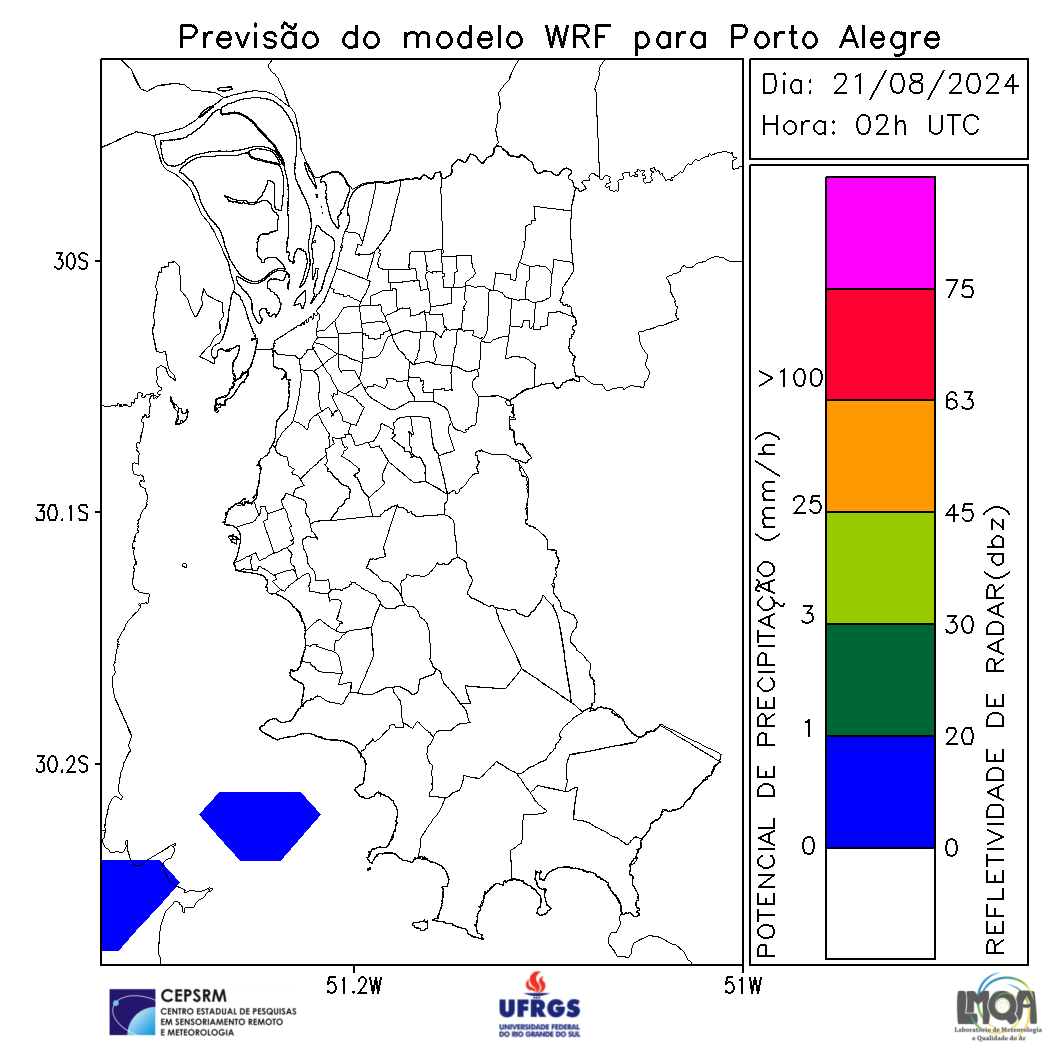 Previsão do modelo WRF para Porto Alegre
Dia: 21/08/2024
Hora: 02h UTC
30S
30.1S
30.2S
51.2W
51W
POTENCIAL DE PRECIPITAÇÃO (mm/h)
>100
25
3
1
0
75
63
45
30
20
0
REFLETIVIDADE DE RADAR(dbz)
CEPSRM
CENTRO ESTADUAL DE PESQUISAS
EM SENSORIAMENTO REMOTO
E METEOROLOGIA
UFRGS
UNIVERSIDADE FEDERAL
DO RIO GRANDE DO SUL
LMQA
Laboratório de Meteorologia
e Qualidade do Ar